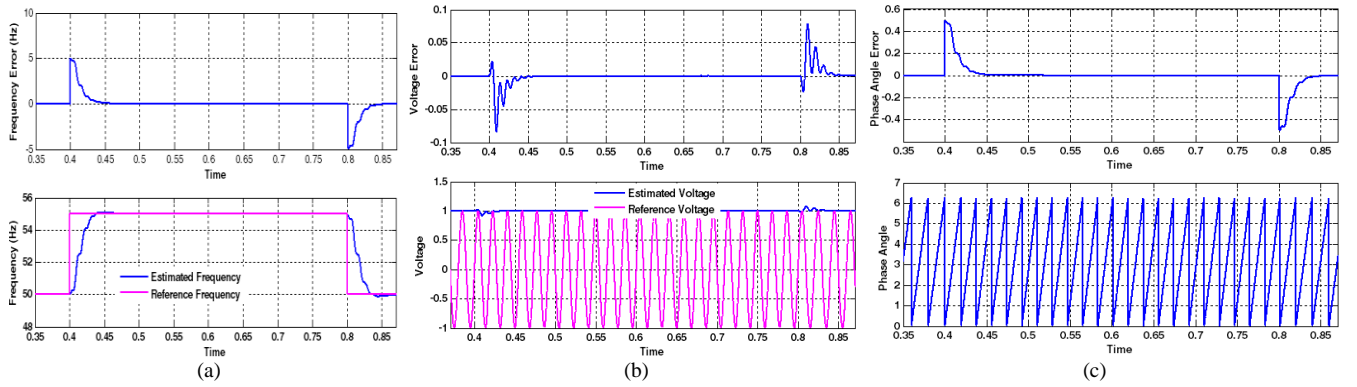 10
5
0
-5
Frequency Error (Hz)
0.35 0.4 0.45 0.5 0.55 0.6 0.65 0.7 0.75 0.8 0.85
Time
56
54
52
50
48
Frequency (Hz)
Estimated Frequency
Reference Frequency
0.35 0.4 0.45 0.5 0.55 0.6 0.65 0.7 0.75 0.8 0.85
Time
(a)
0.1
0.05
0
-0.05
-0.1
Voltage Error
0.35 0.4 0.45 0.5 0.55 0.6 0.65 0.7 0.75 0.8 0.85
Time
1.5
1
0.5
0
-0.5
-1
Voltage
Estimated Voltage
Reference Voltage
0.4 0.45 0.5 0.55 0.6 0.65 0.7 0.75 0.8 0.85
Time
(b)
0.6
0.4
0.2
0
-0.2
-0.4
Phase Angle Error
0.35 0.4 0.45 0.5 0.55 0.6 0.65 0.7 0.75 0.8 0.85
Time
7
6
5
4
3
2
1
0
Phase Angle
0.35 0.4 0.45 0.5 0.55 0.6 0.65 0.7 0.75 0.8 0.85
Time
(c)